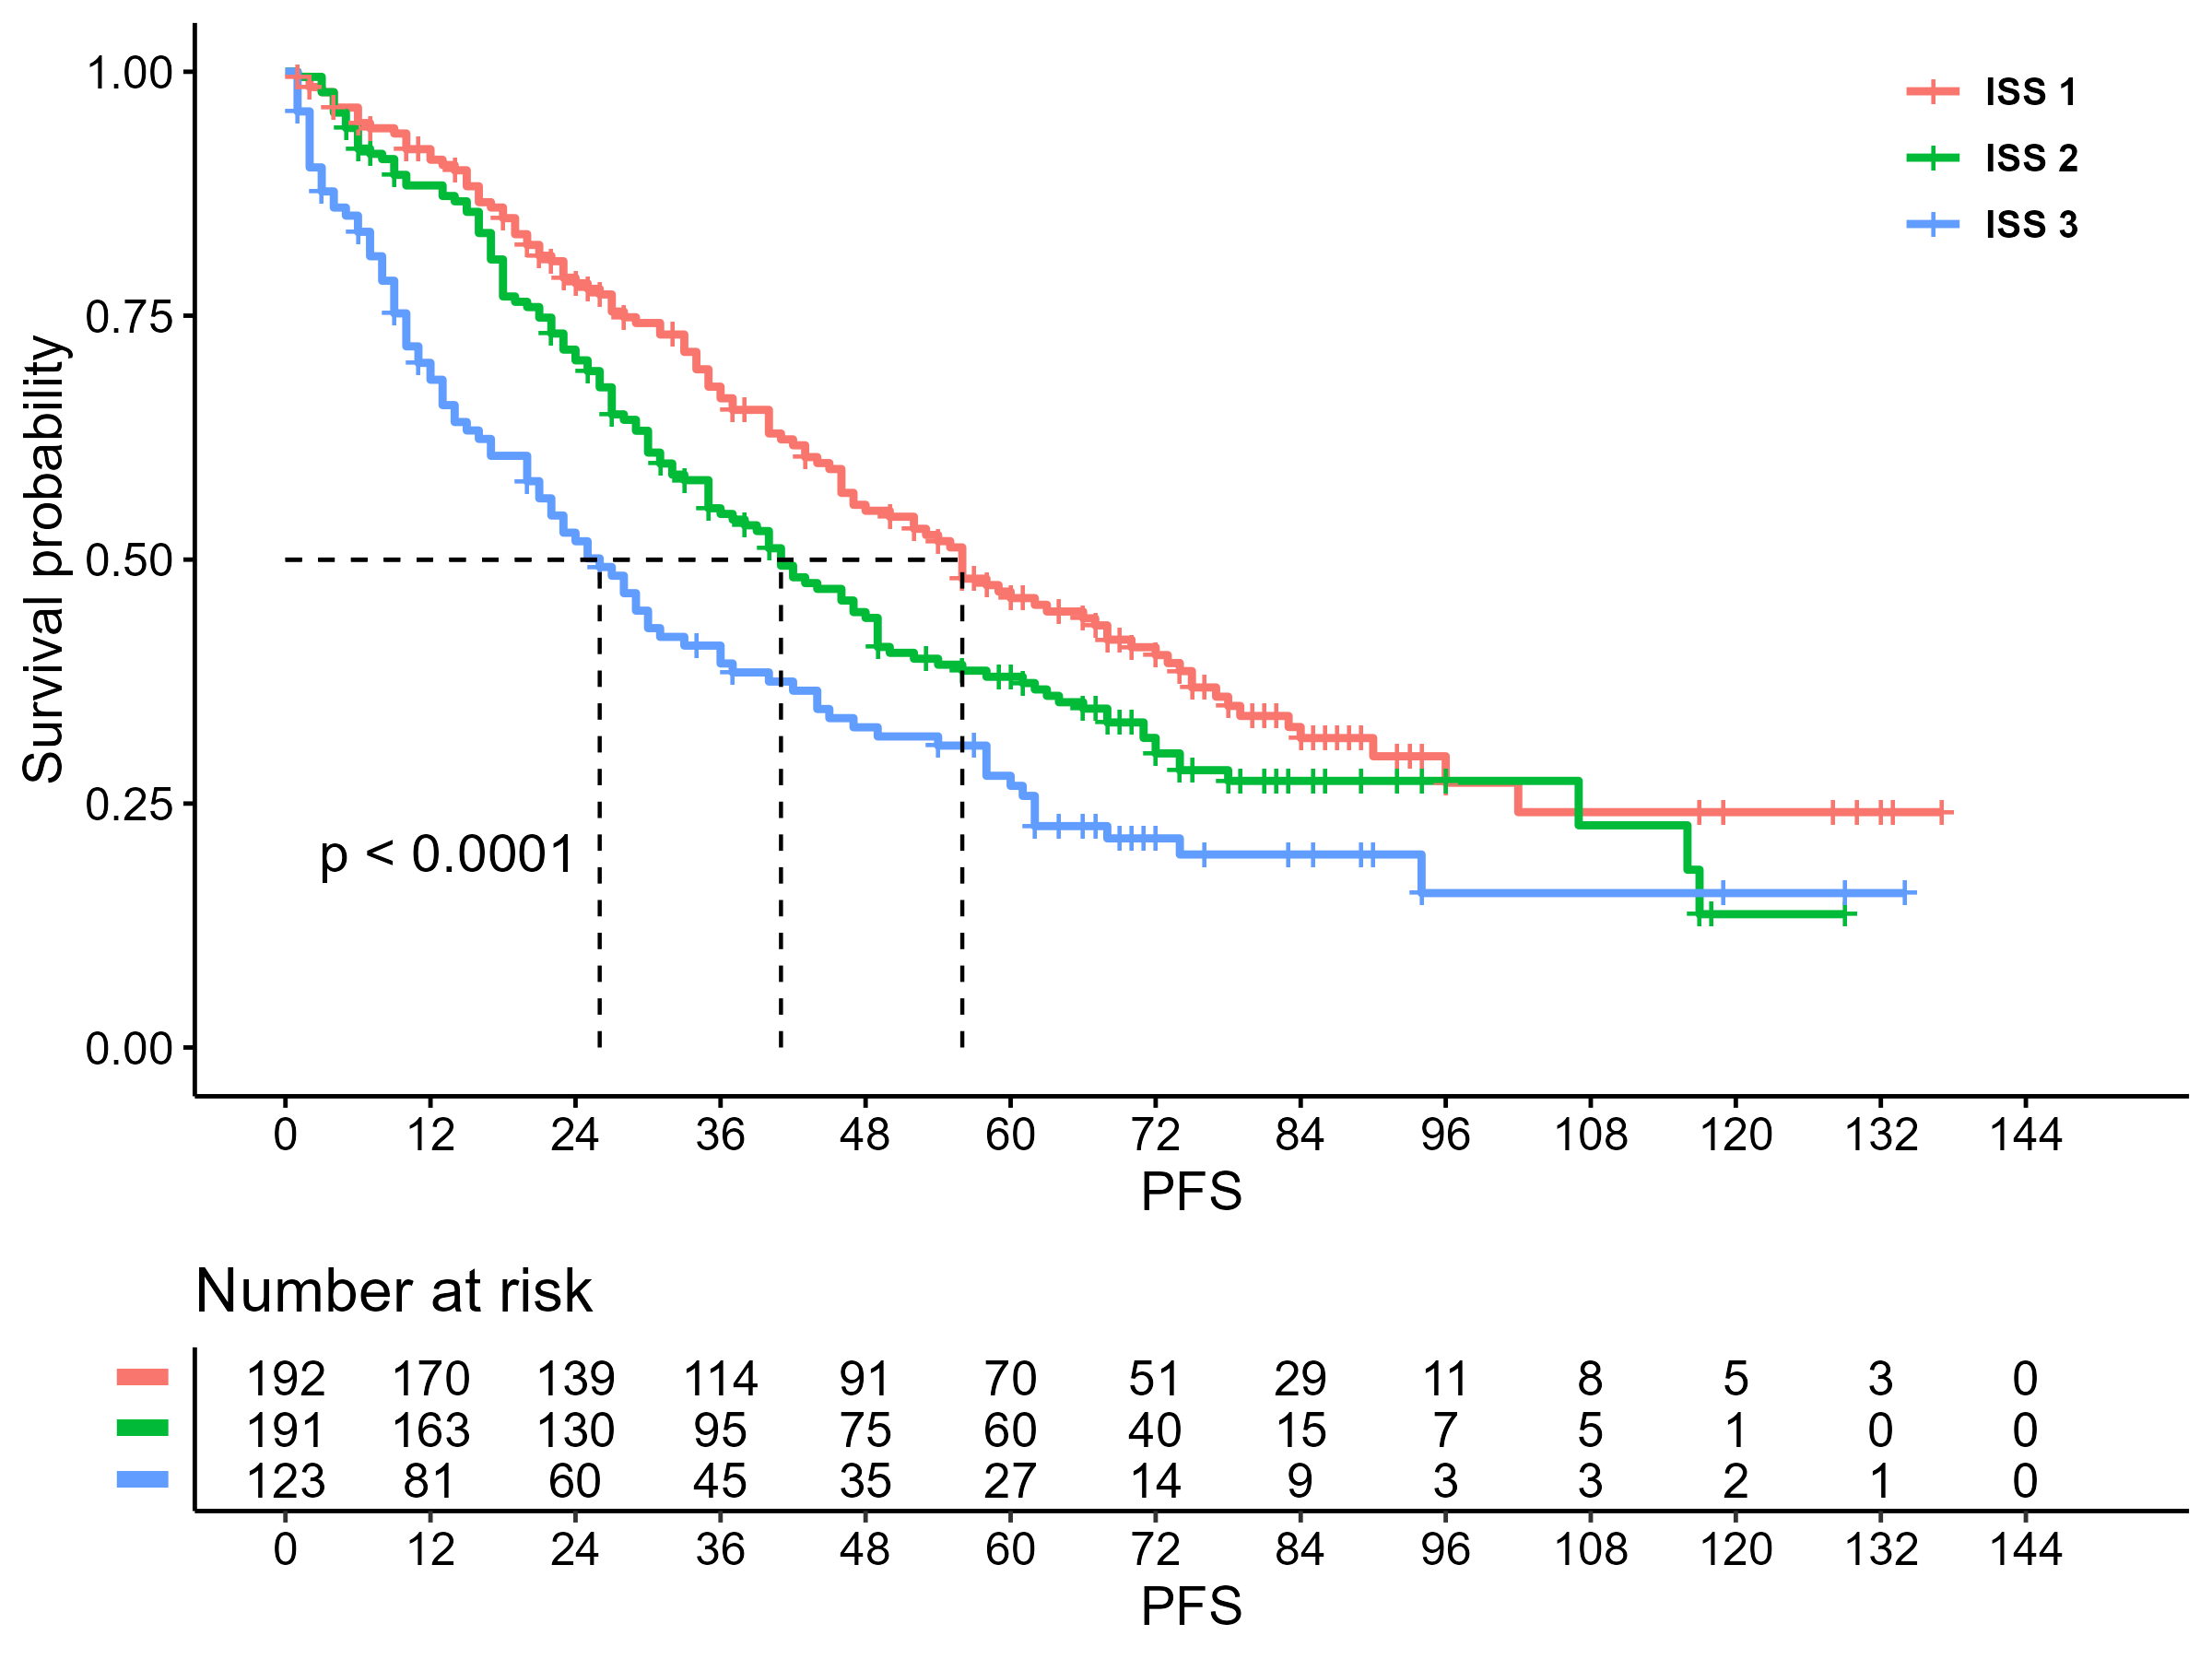 1.00
0.75
0.50
0.25
0.00
Survival probability
ISS 1
ISS 2
ISS 3
p < 0.0001
0 12 24 36 48 60 72 84 96 108 120 132 144
PFS
Number at risk
192 170 139 114 91 70 51 29 11 8 5 3 0
191 163 130 95 75 60 40 15 7 5 1 0 0
123 81 60 45 35 27 14 9 3 3 2 1 0
0 12 24 36 48 60 72 84 96 108 120 132 144
PFS